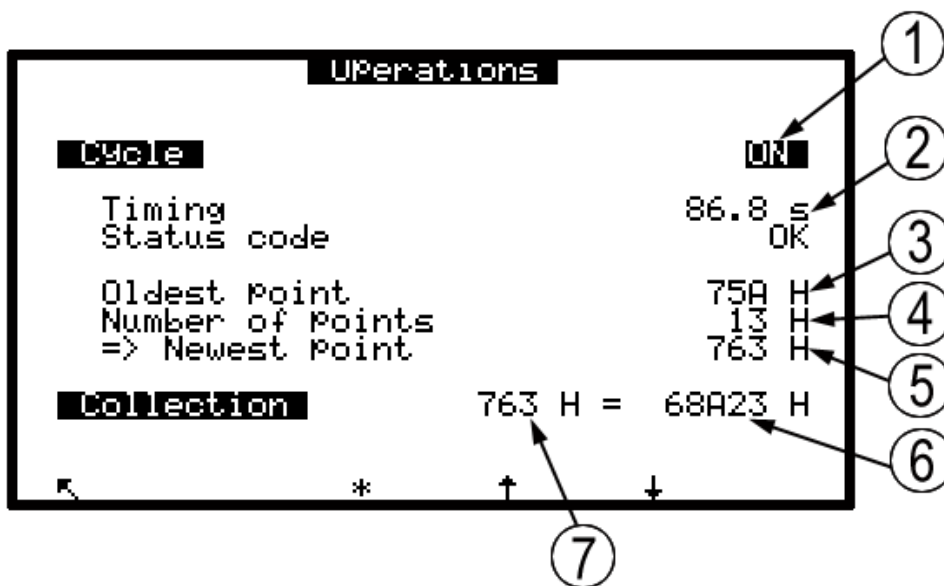 UPerations
Cycle ON
Timing 86.8 s
Status code OK
Oldest Point 75A H
Number of Points 13 H
=> Newest Point 763 H
Collection 763 H = 68A23 H
*
1
2
3
4
5
6
7